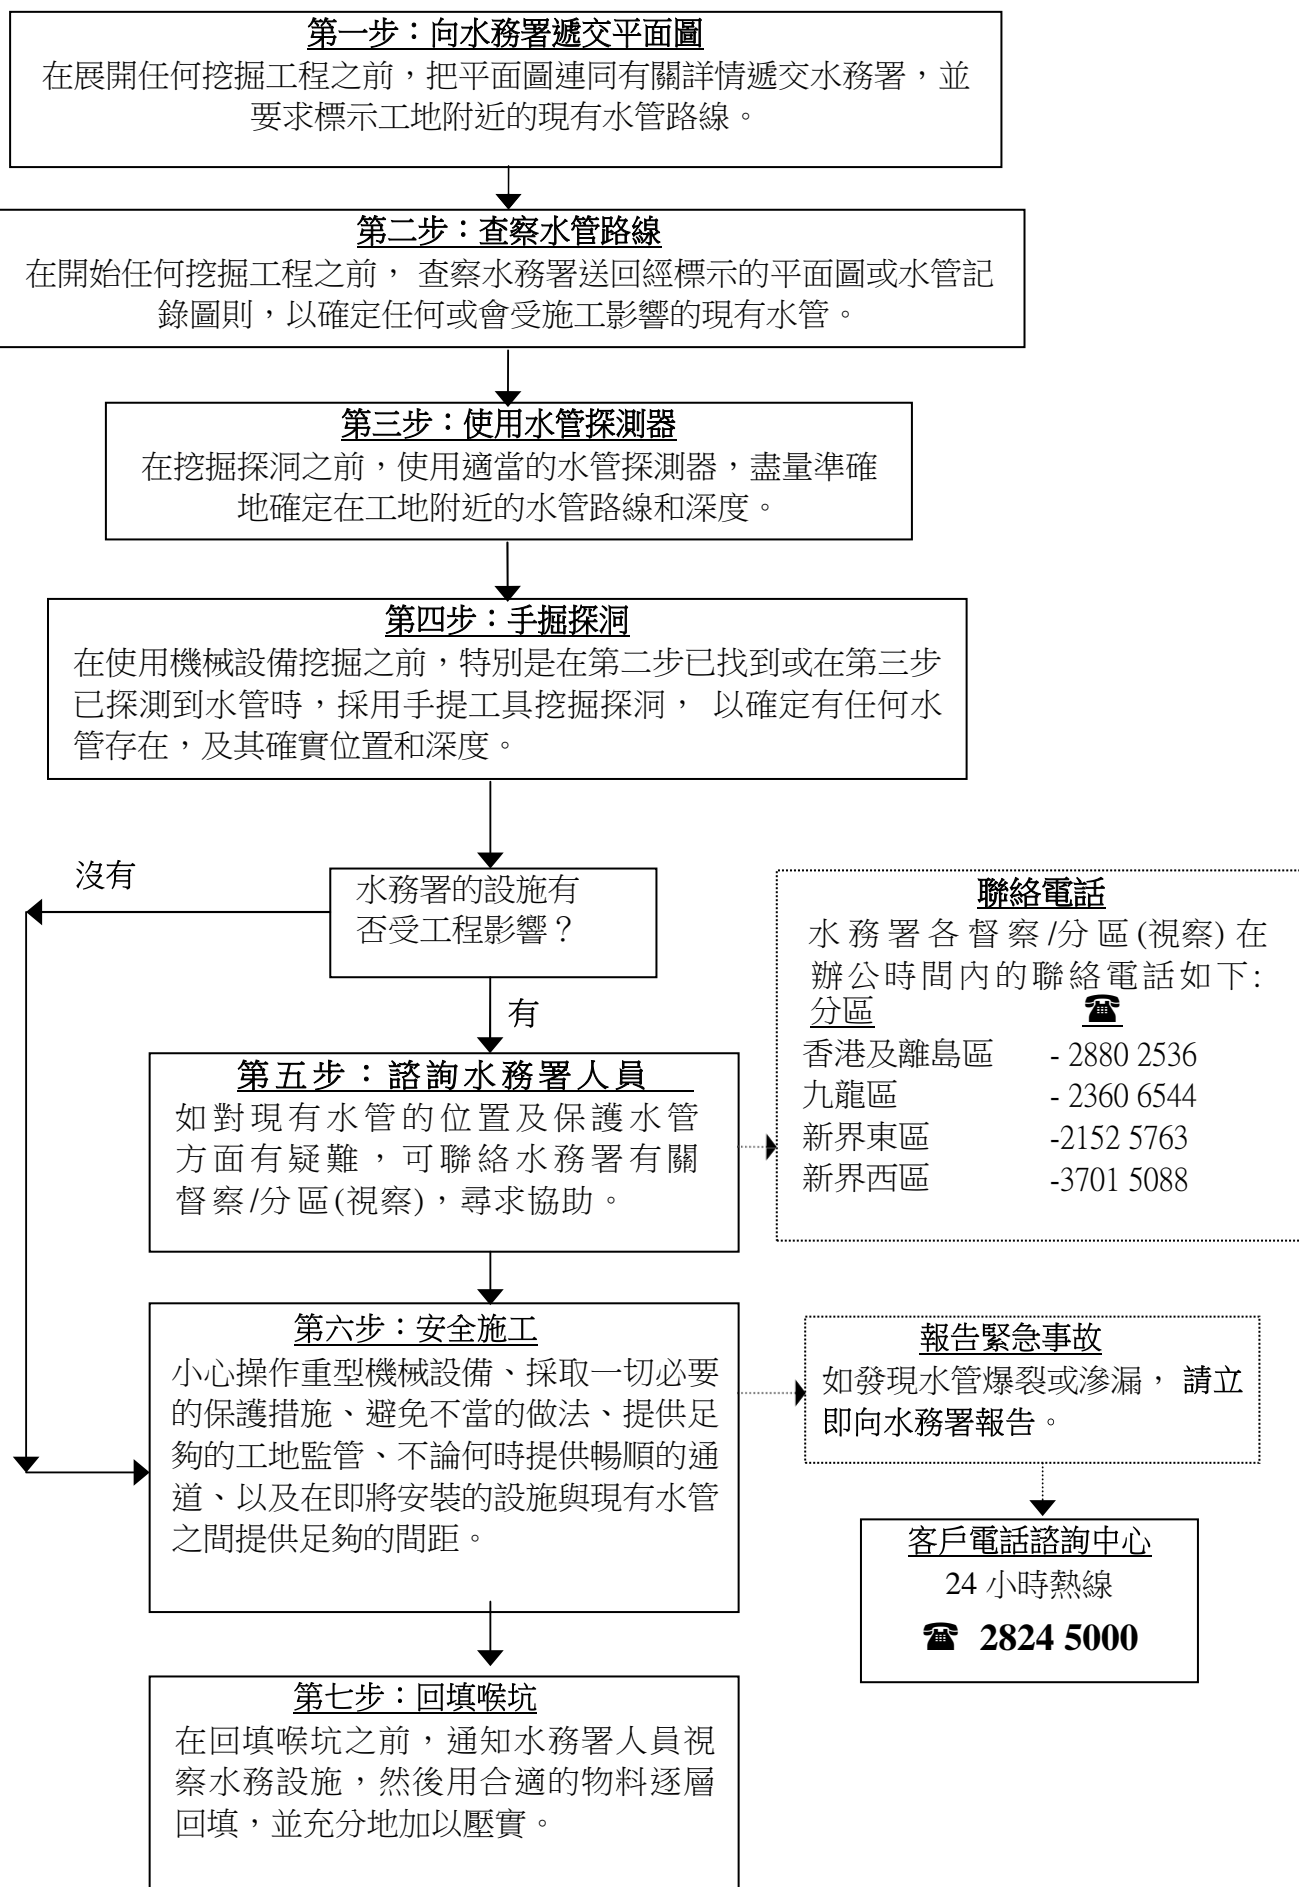 第一步：向水務署遞交平面圖
在展開任何挖掘工程之前，把平面圖連同有關詳情遞交水務署，並
要求標示工地附近的現有水管路線。
第二步：查察水管路線
在開始任何挖掘工程之前， 查察水務署送回經標示的平面圖或水管記
錄圖則，以確定任何或會受施工影響的現有水管。
第三步：使用水管探測器
在挖掘探洞之前，使用適當的水管探測器，盡量準確
地確定在工地附近的水管路線和深度。
第四步：手掘探洞
在使用機械設備挖掘之前，特別是在第二步已找到或在第三步
已探測到水管時，採用手提工具挖掘探洞， 以確定有任何水
管存在，及其確實位置和深度。
沒有
水務署的設施有
否受工程影響？
有
第五步：諮詢水務署人員
如對現有水管的位置及保護水管
方面有疑難，可聯絡水務署有關
督察/分區(視察)，尋求協助。
聯絡電話
水務署各督察/分區(視察)在
辦公時間內的聯絡電話如下:
分區 ☎
香港及離島區 - 2880 2536
九龍區 - 2360 6544
新界東區 -2152 5763
新界西區 -3701 5088
第六步：安全施工
小心操作重型機械設備、採取一切必要
的保護措施、避免不當的做法、提供足
夠的工地監管、不論何時提供暢順的通
道、以及在即將安裝的設施與現有水管
之間提供足夠的間距。
報告緊急事故
如發現水管爆裂或滲漏， 請立
即向水務署報告。
客戶電話諮詢中心
24 小時熱線
☎ 2824 5000
第七步：回填喉坑
在回填喉坑之前，通知水務署人員視
察水務設施，然後用合適的物料逐層
回填，並充分地加以壓實。